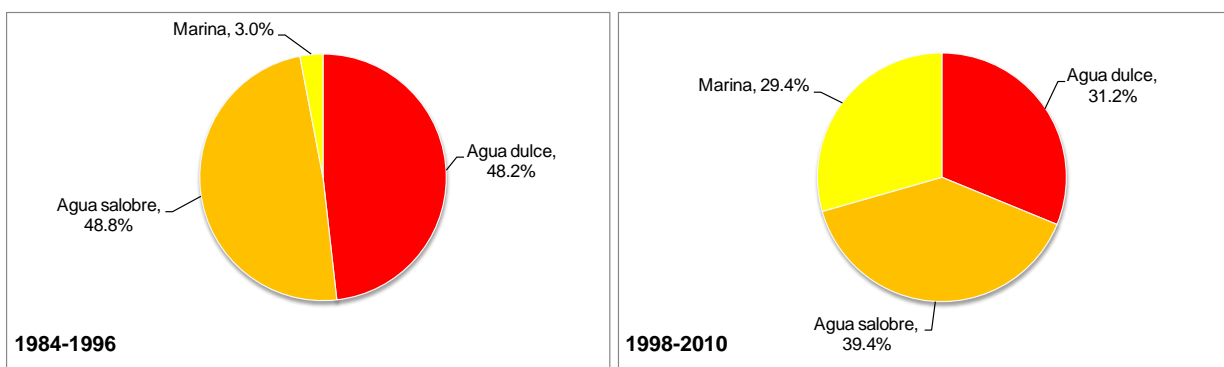 Marina, 3.0%
Agua dulce,
48.2%
Agua salobre,
48.8%
1984-1996
Marina, 29.4%
Agua dulce,
31.2%
Agua salobre,
39.4%
1998-2010